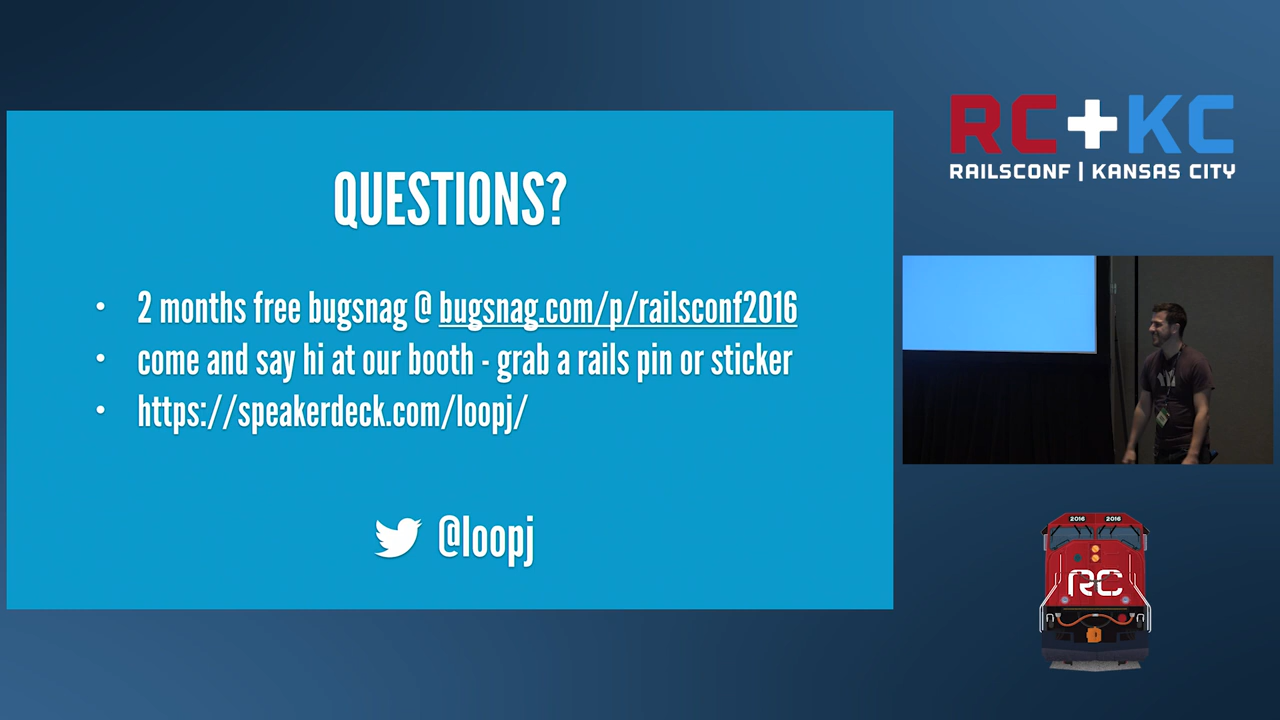 QUESTIONS?
• 2 months free bugsnag @ bugsnag.com/p/railsconf2016
• come and say hi at our booth - grab a rails pin or sticker
• https://speakerdeck.com/loopj/
@loopj
RC+KC
RAILSCONF | KANSAS CITY
2016 2016
RC